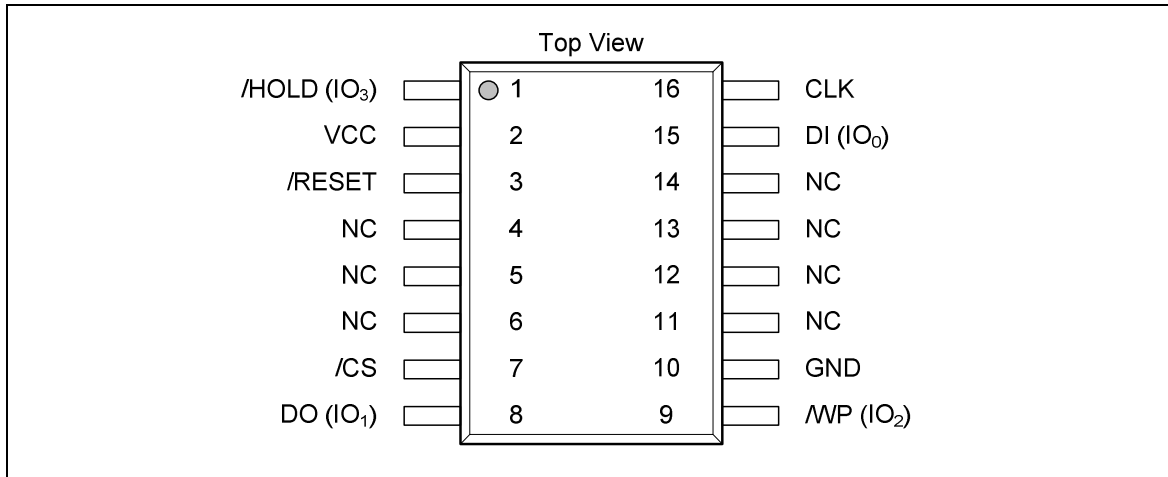 Top View
/HOLD (IO₃) 1 16 CLK
VCC 2 15 DI (IO₀)
/RESET 3 14 NC
NC 4 13 NC
NC 5 12 NC
NC 6 11 NC
/CS 7 10 GND
DO (IO₁) 8 9 /WP (IO₂)